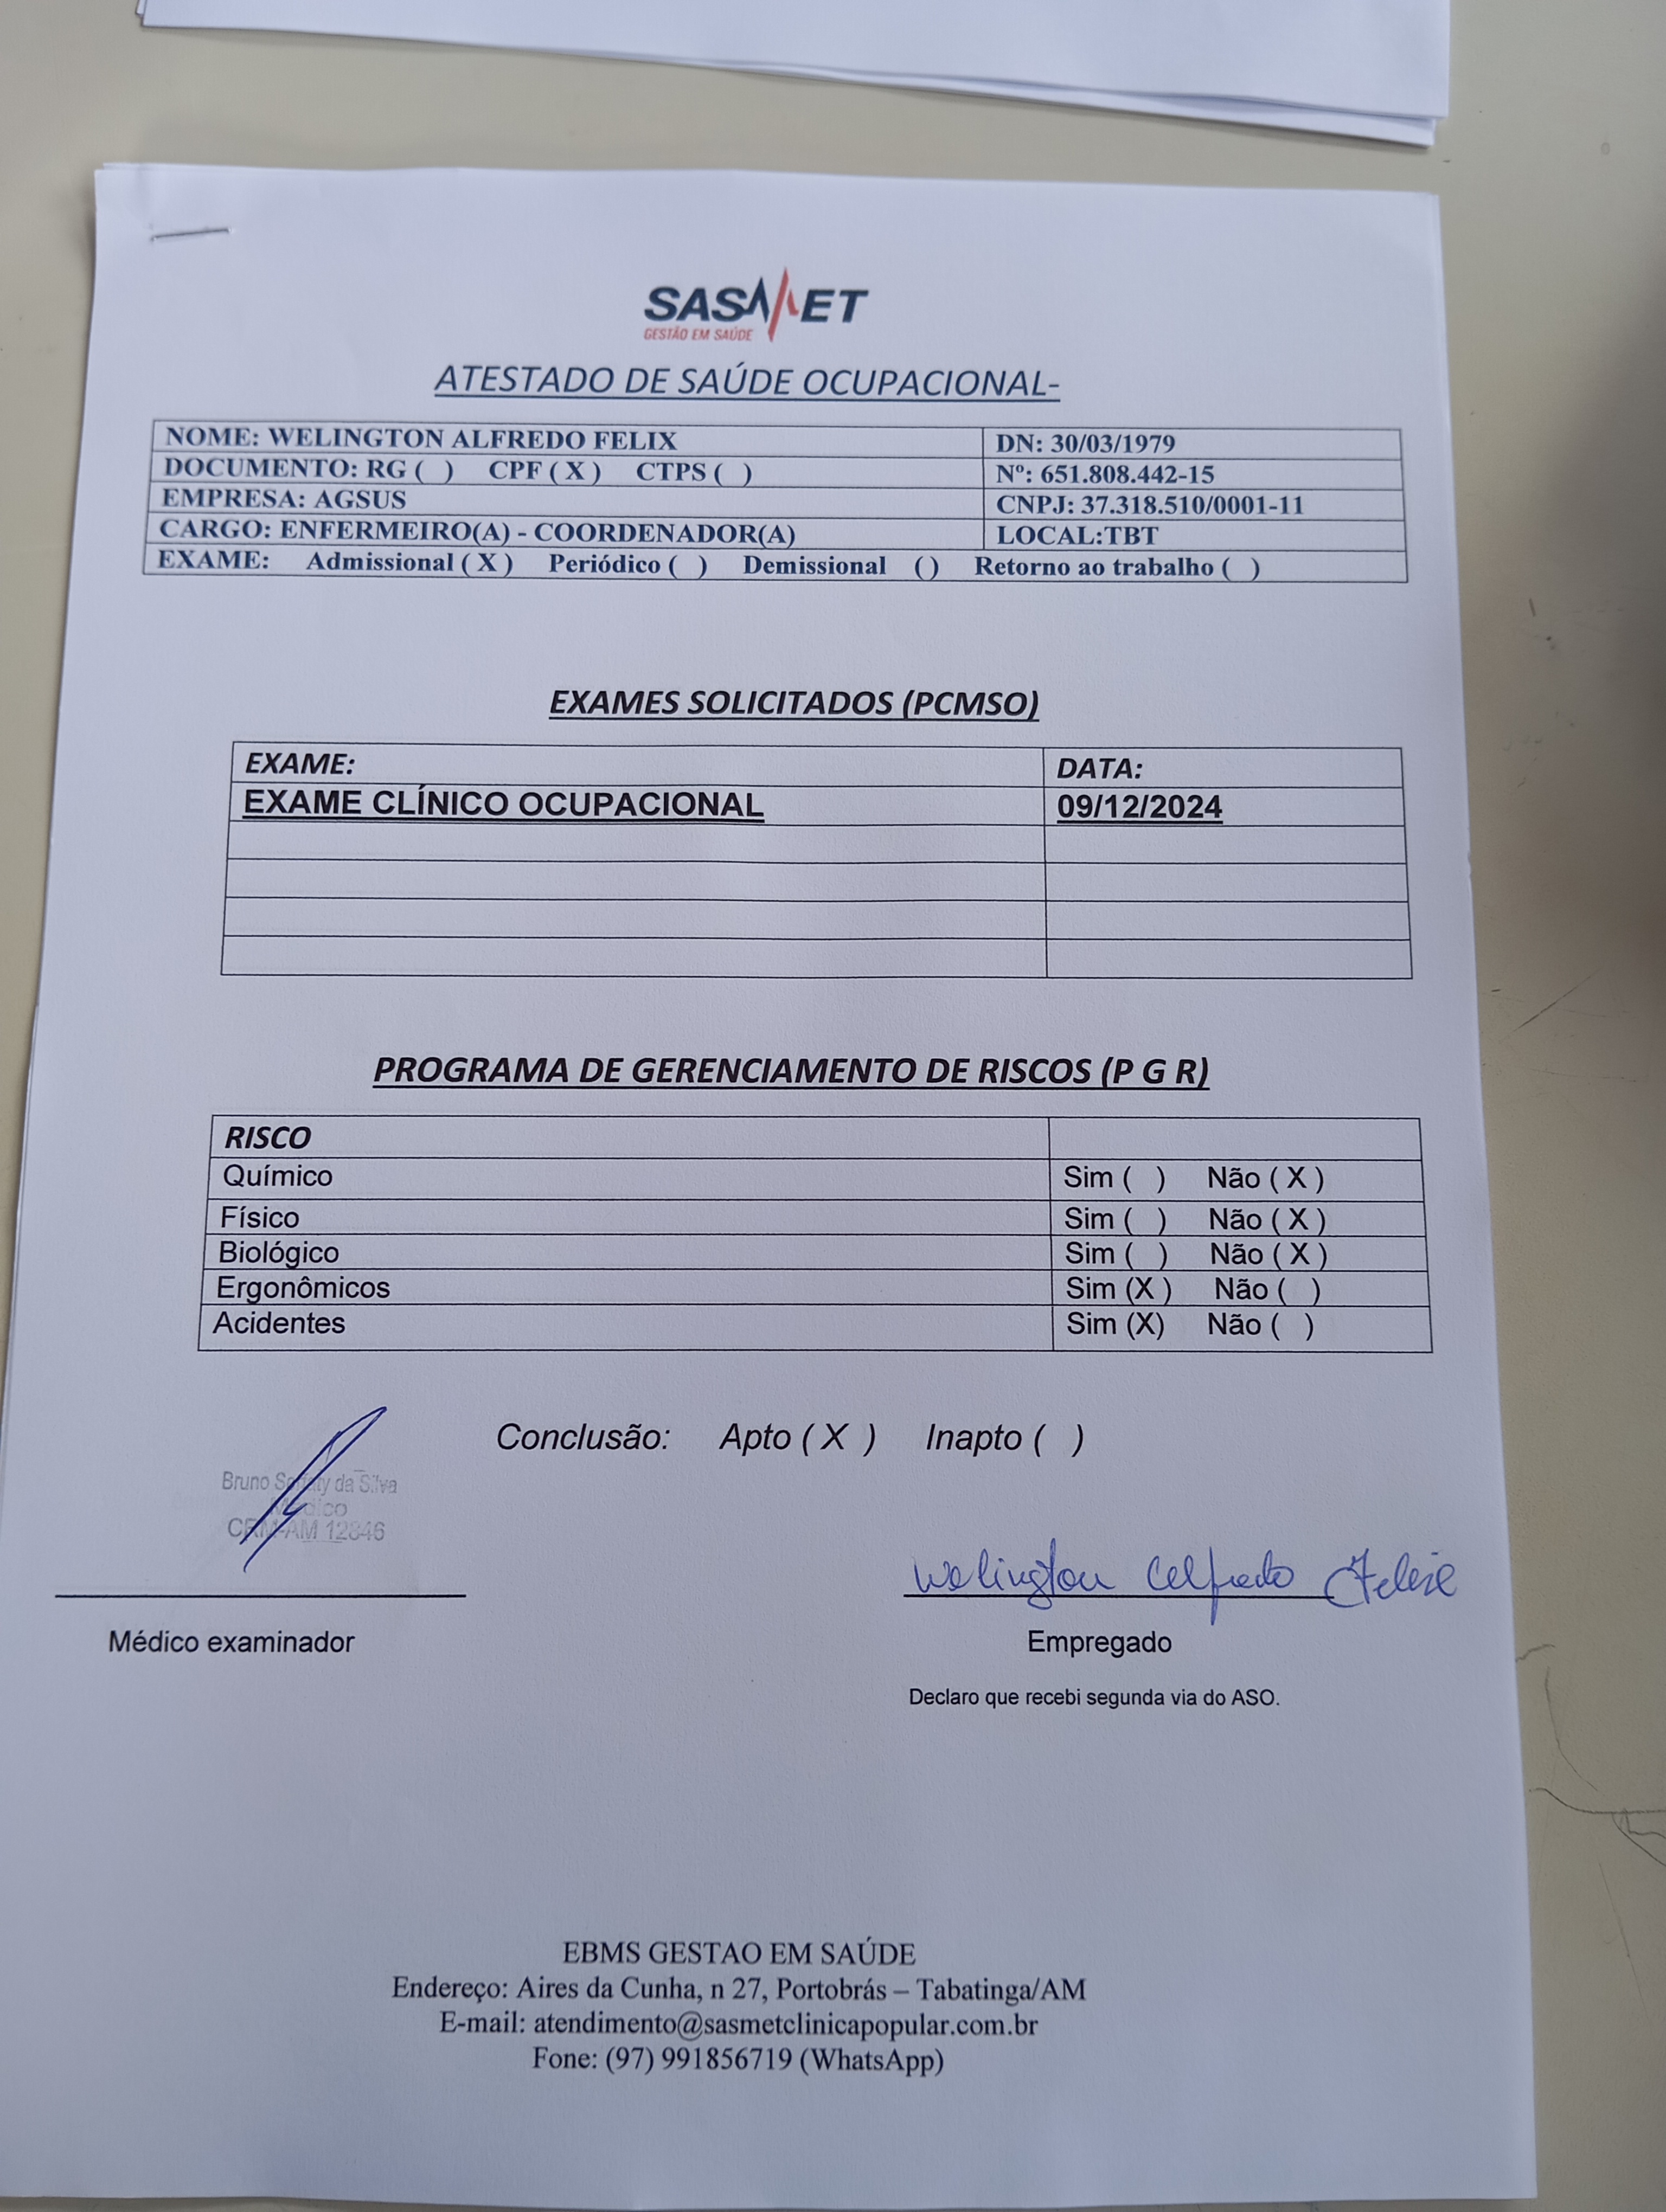 SASMET
GESTÃO EM SAÚDE
ATESTADO DE SAÚDE OCUPACIONAL-
NOME: WELINGTON ALFREDO FELIX DN: 30/03/1979
DOCUMENTO: RG ( ) CPF ( X ) CTPS ( ) Nº: 651.808.442-15
EMPRESA: AGSUS CNPJ: 37.318.510/0001-11
CARGO: ENFERMEIRO(A) - COORDENADOR(A) LOCAL:TBT
EXAME: Admissional ( X ) Periódico ( ) Demissional () Retorno ao trabalho ( )
EXAMES SOLICITADOS (PCMSO)
EXAME: DATA:
EXAME CLÍNICO OCUPACIONAL 09/12/2024
PROGRAMA DE GERENCIAMENTO DE RISCOS (P G R)
RISCO
Químico Sim ( ) Não ( X )
Físico Sim ( ) Não ( X )
Biológico Sim ( ) Não ( X )
Ergonômicos Sim (X ) Não ( )
Acidentes Sim (X) Não ( )
Conclusão: Apto ( X ) Inapto ( )
Bruno da Silva
Médico
CRM-AM 12846
Welington Alfredo Felix
Médico examinador Empregado
Declaro que recebi segunda via do ASO.
EBMS GESTAO EM SAÚDE
Endereço: Aires da Cunha, n 27, Portobrás – Tabatinga/AM
E-mail: atendimento@sasmetclinicapopular.com.br
Fone: (97) 991856719 (WhatsApp)